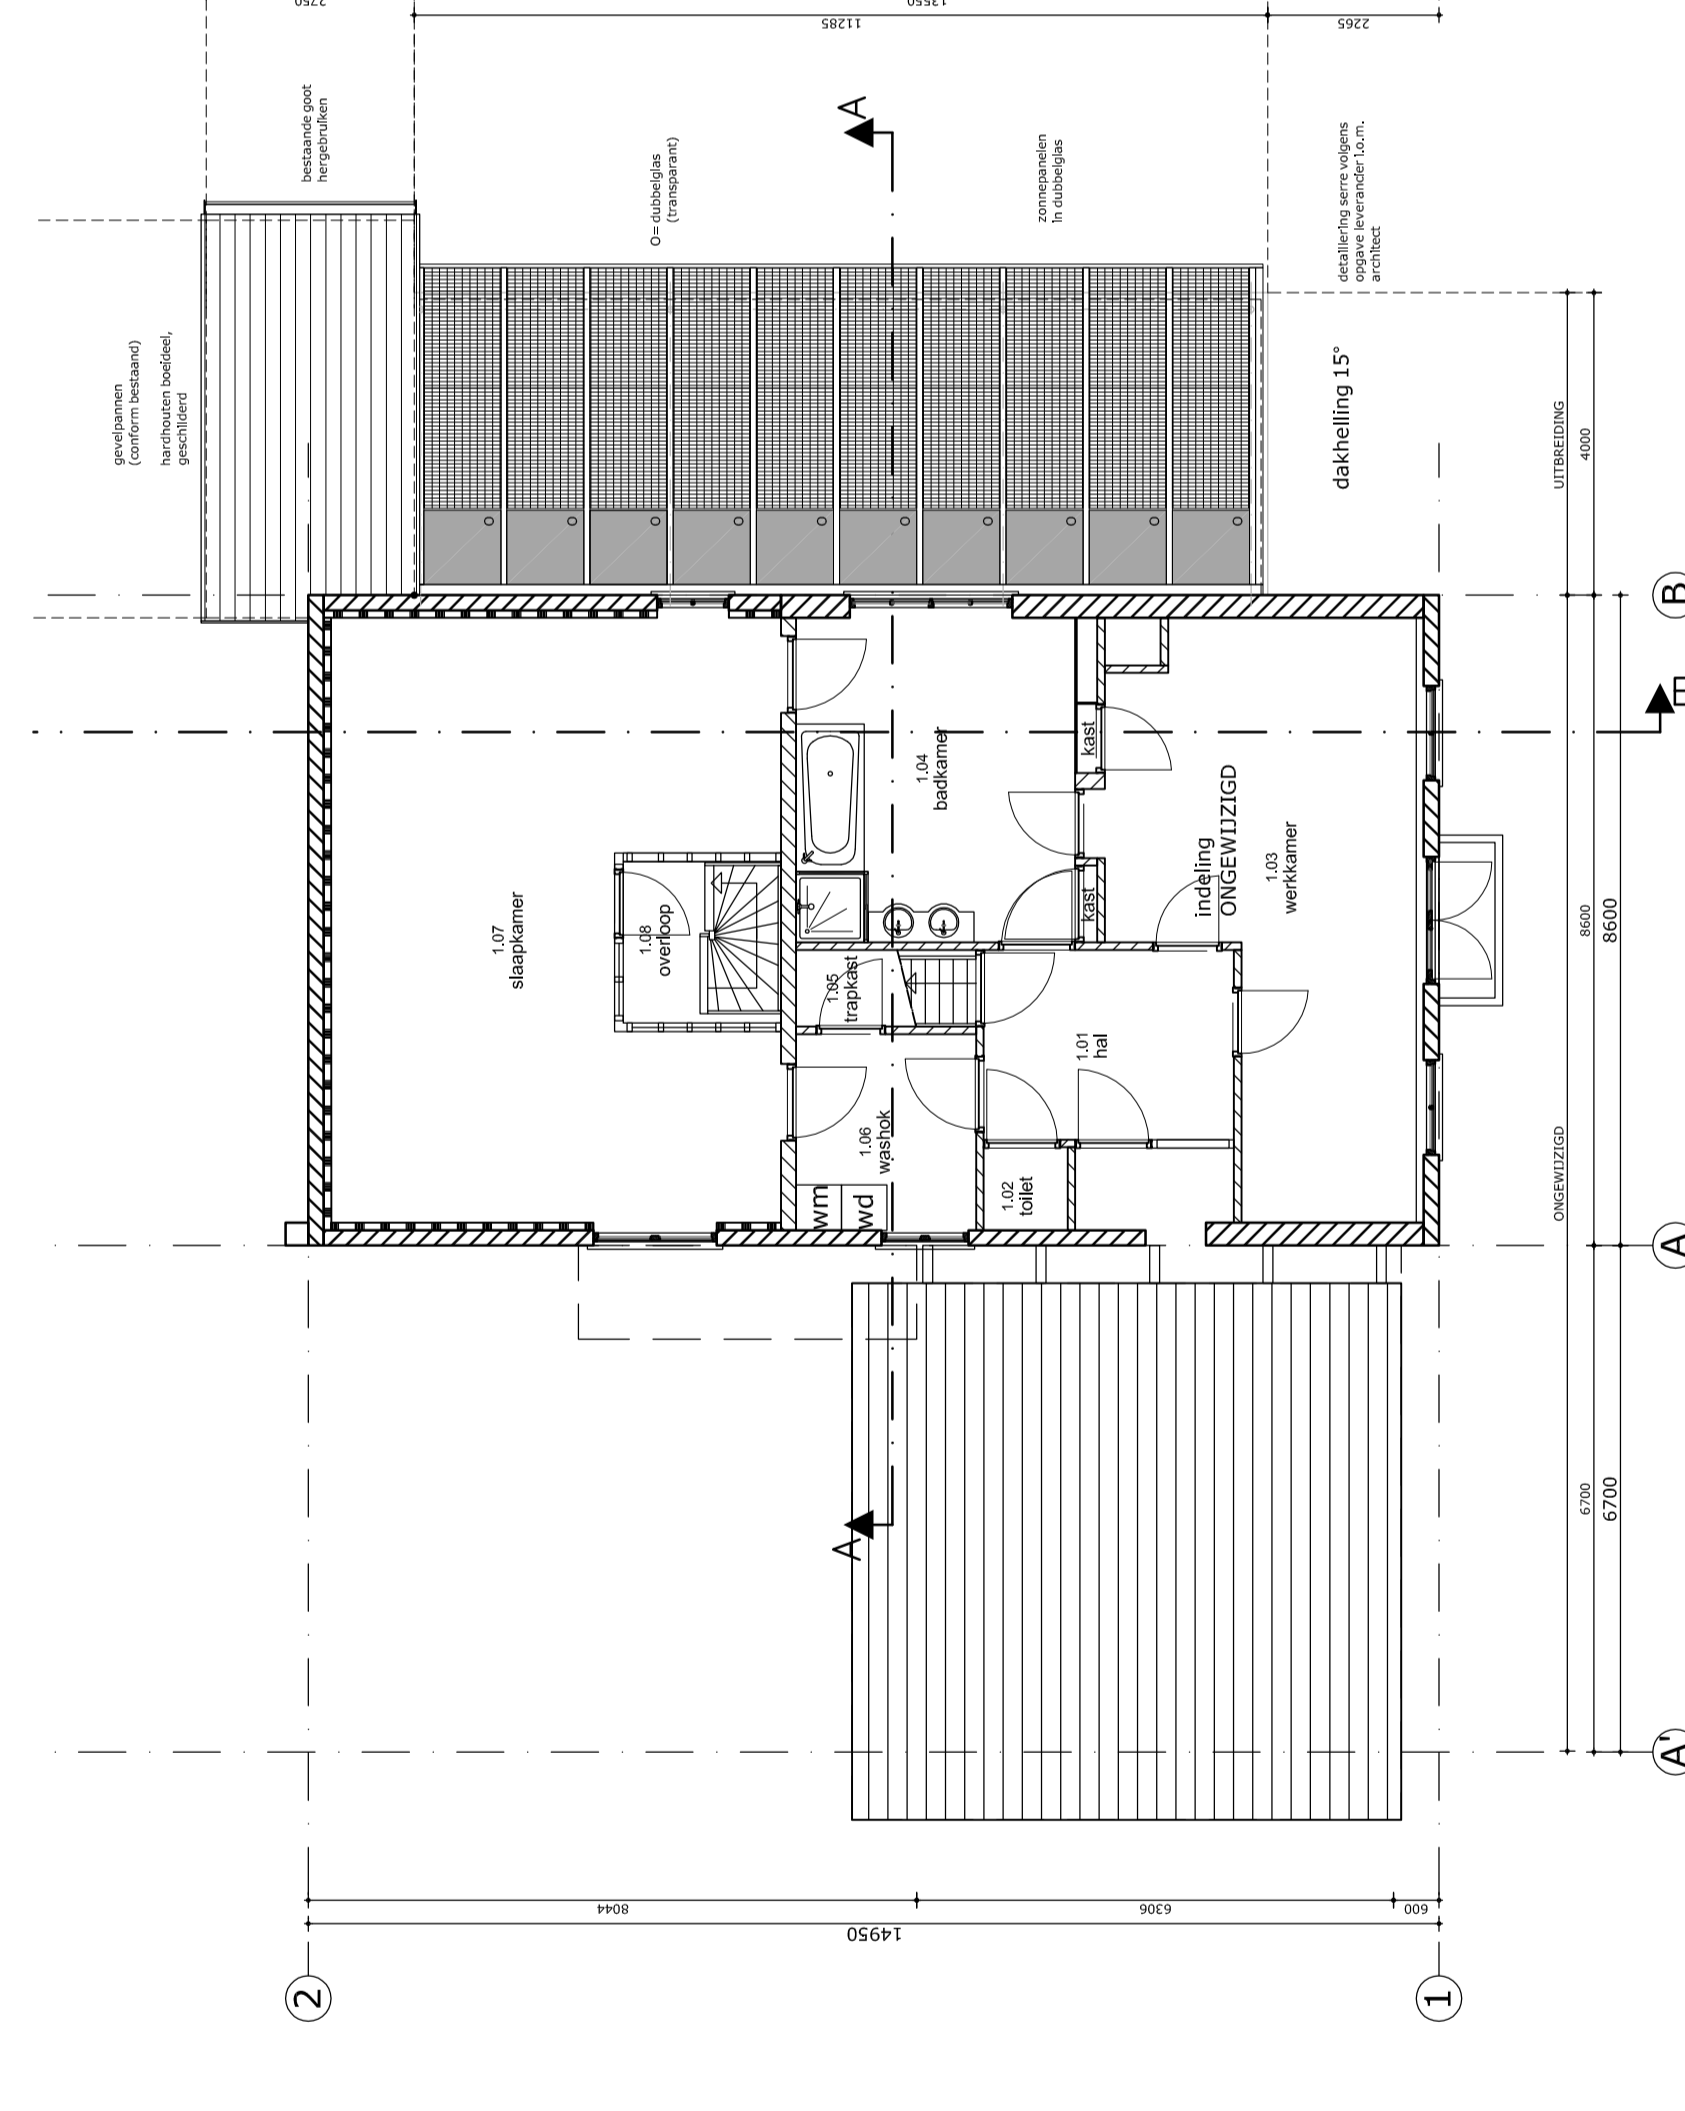 2750
13550
11285
2265
bestaande goot
hergebruiken
A
O= dubbelglas
(transparant)
zonnepanelen
in dubbelglas
detaillering serre volgens
opgave leverancier i.o.m.
architect
gevelpannen
(conform bestaand)
hardhouten boeideel,
geschilderd
dakhelling 15°
UITBREIDING
4000
B
1.07
slaapkamer
1.08
overloop
1.04
badkamer
kast
kast
indeling
ONGEWIJZIGD
1.03
werkkamer
1.05
trapkast
1.01
hal
1.06
washok
wm
wd
1.02
toilet
8600
8600
ONGEWIJZIGD
A
A
6700
6700
A'
8044
6306
600
14950
2
1